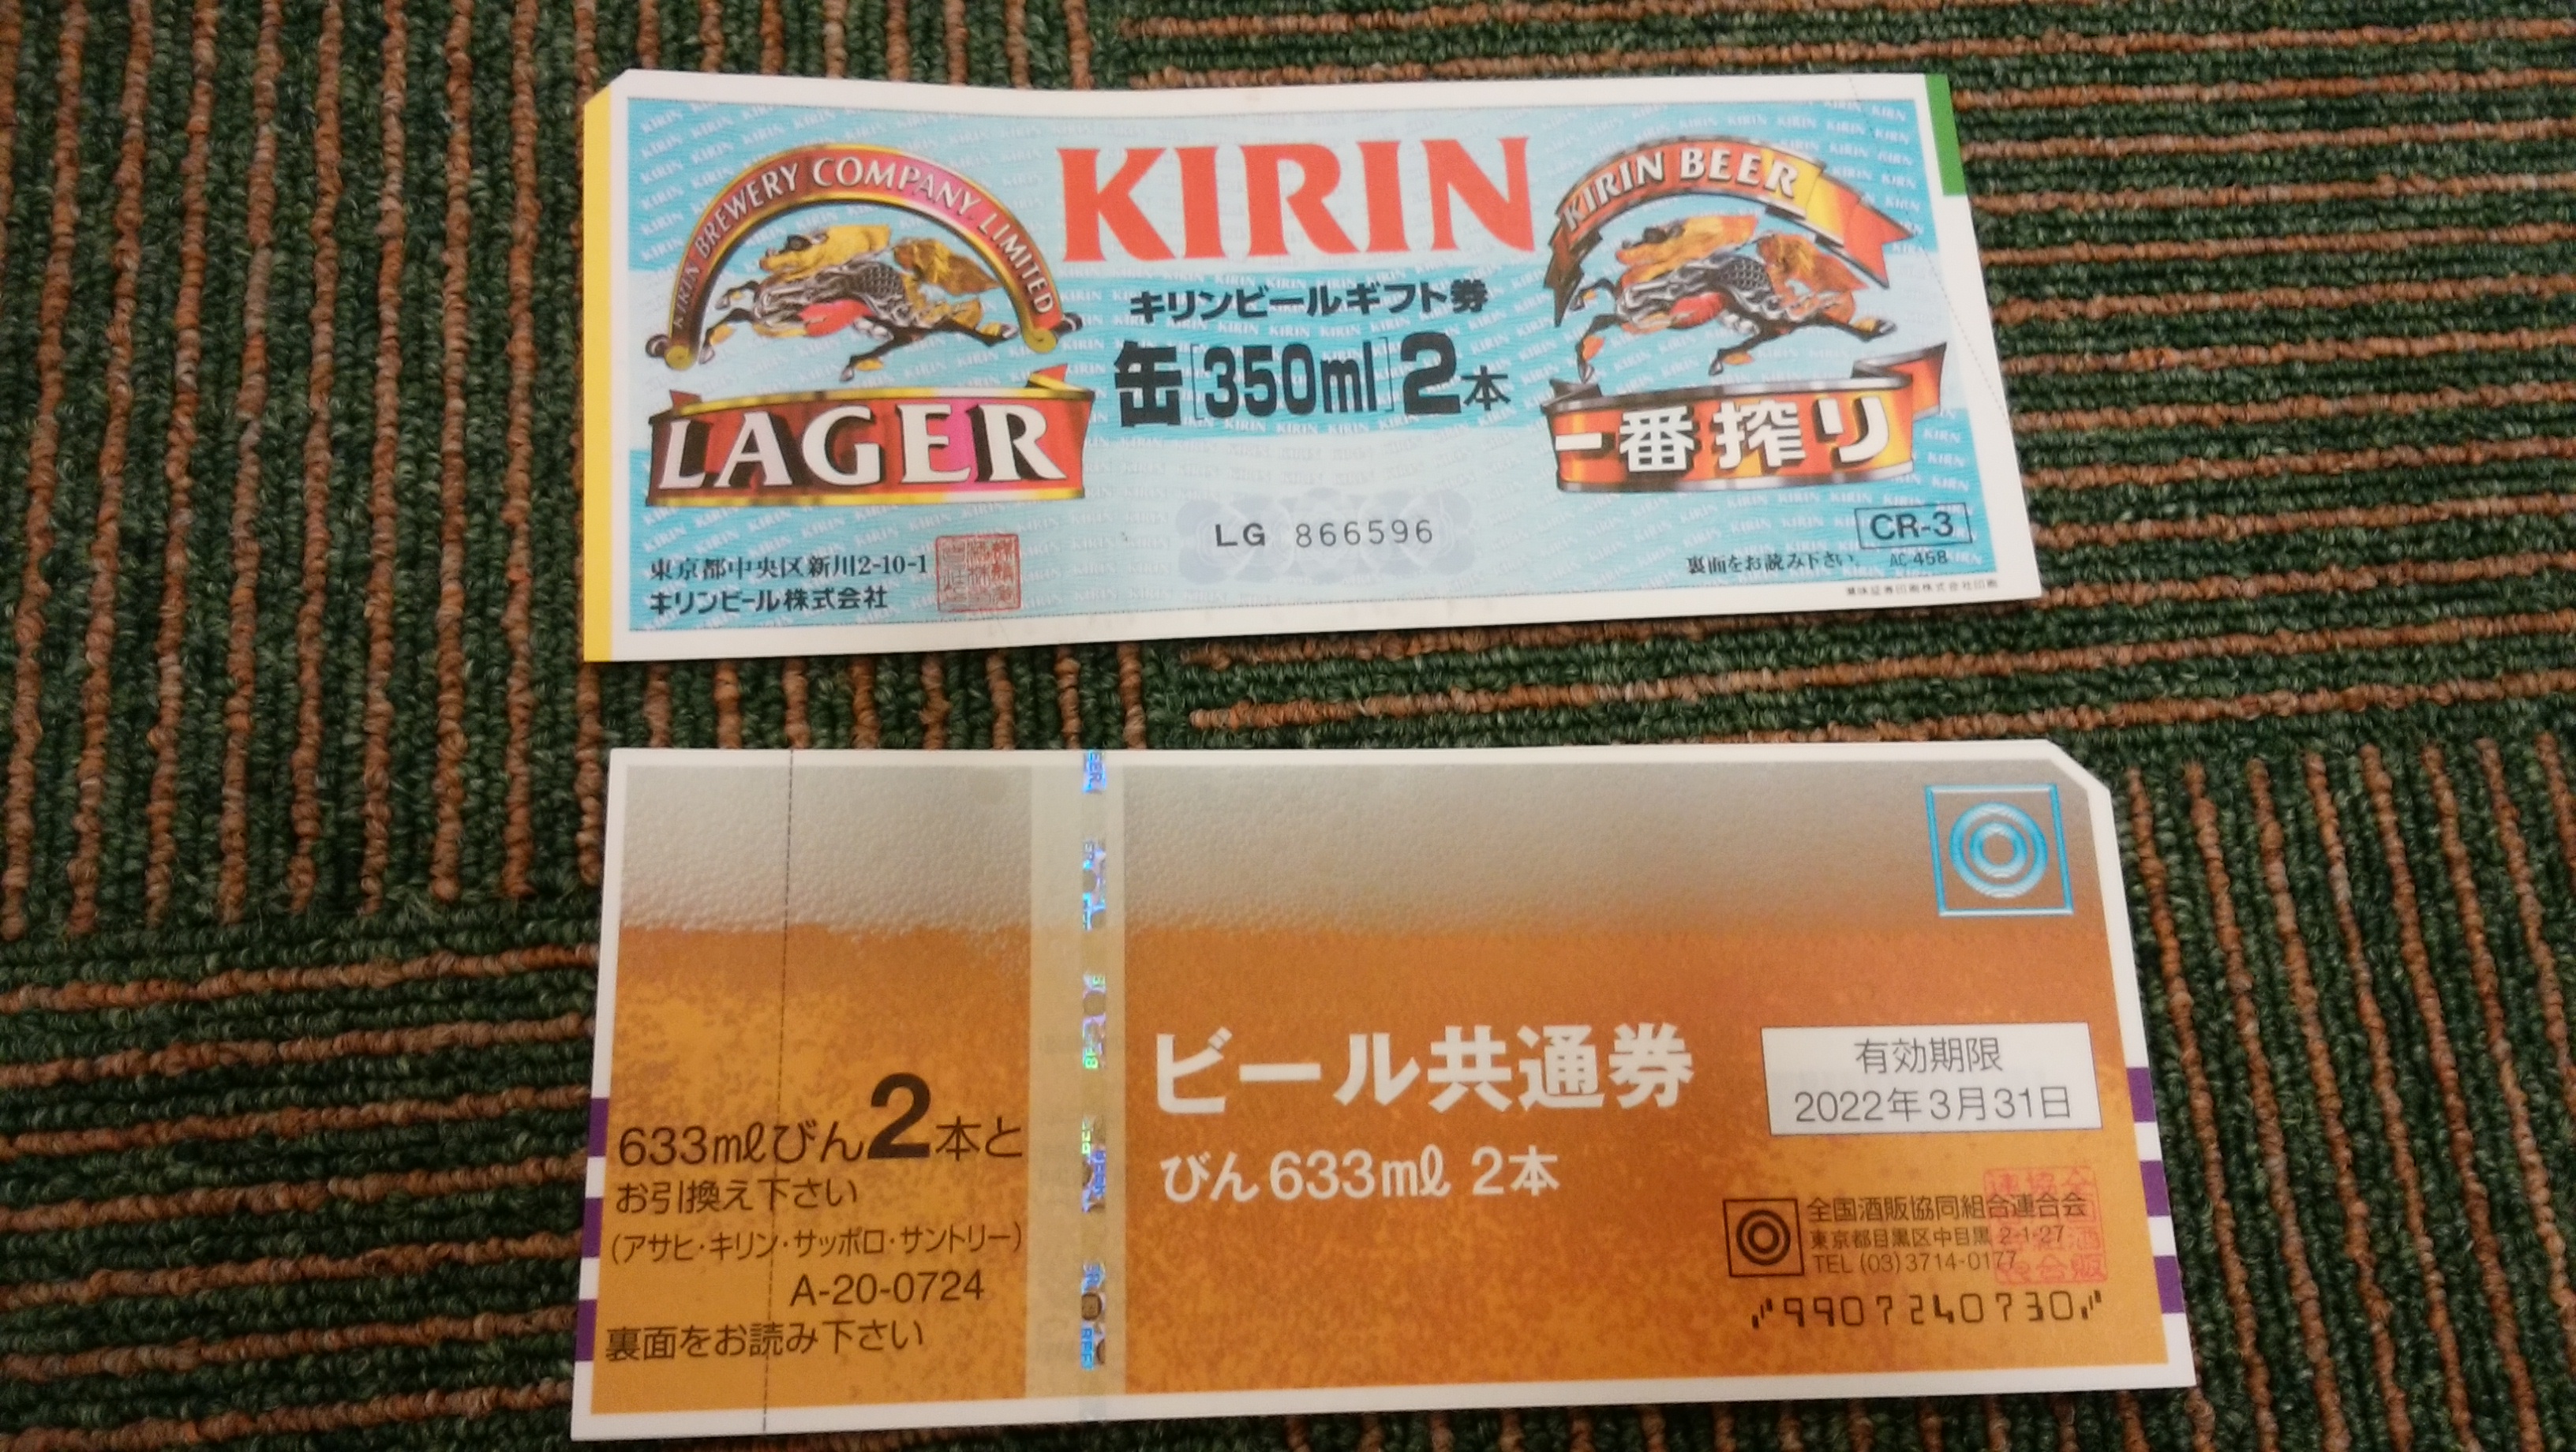 KIRIN BREWERY COMPANY, LIMITED
LAGER
KIRIN
キリンビールギフト券
缶[350ml]2本
KIRIN BEER
一番搾り
LG 866596
CR-3
AC-458
裏面をお読み下さい。
東京都中央区新川2-10-1
キリンビール株式会社
633mℓびん2本と
お引換え下さい
(アサヒ・キリン・サッポロ・サントリー)
A-20-0724
裏面をお読み下さい
ビール共通券
びん633mℓ 2本
有効期限
2022年3月31日
全国酒販協同組合連合会
東京都目黒区中目黒 2-1-27
TEL (03) 3714-0177
9907240730